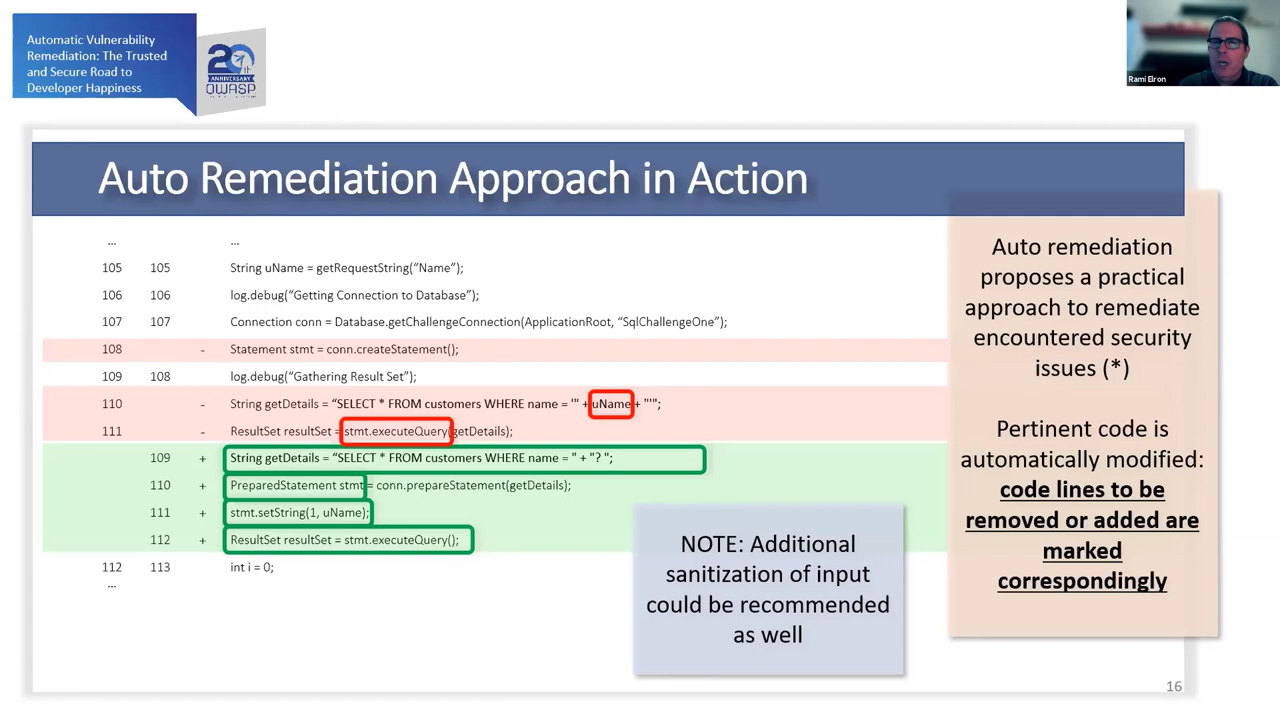 Automatic Vulnerability
Remediation: The Trusted
and Secure Road to
Developer Happiness
20th
ANNIVERSARY
OWASP
Rami Elron
Auto Remediation Approach in Action
... ...
105 105 String uName = getRequestString(“Name”);
106 106 log.debug(“Getting Connection to Database”);
107 107 Connection conn = Database.getChallengeConnection(ApplicationRoot, “SqlChallengeOne”);
108 - Statement stmt = conn.createStatement();
109 108 log.debug(“Gathering Result Set”);
110 - String getDetails = “SELECT * FROM customers WHERE name = '" + uName + "'";
111 - ResultSet resultSet = stmt.executeQuery(getDetails);
109 + String getDetails = “SELECT * FROM customers WHERE name = " + "? ";
110 + PreparedStatement stmt = conn.prepareStatement(getDetails);
111 + stmt.setString(1, uName);
112 + ResultSet resultSet = stmt.executeQuery();
112 113 int i = 0;
...
Auto remediation
proposes a practical
approach to remediate
encountered security
issues (*)
Pertinent code is
automatically modified:
code lines to be
removed or added are
marked
correspondingly
NOTE: Additional
sanitization of input
could be recommended
as well
16